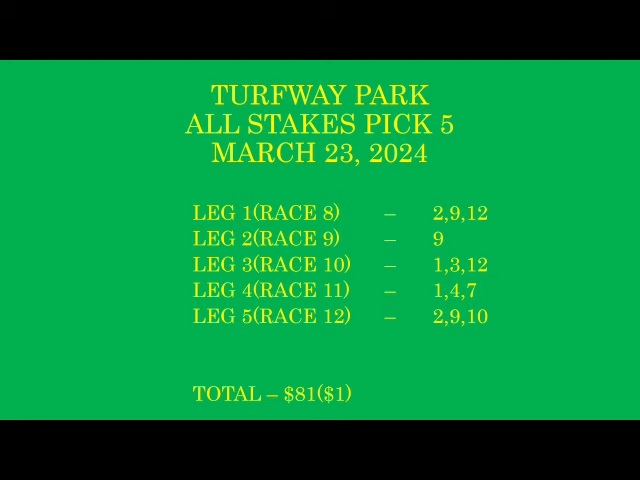 TURFWAY PARK
ALL STAKES PICK 5
MARCH 23, 2024
LEG 1(RACE 8) – 2,9,12
LEG 2(RACE 9) – 9
LEG 3(RACE 10) – 1,3,12
LEG 4(RACE 11) – 1,4,7
LEG 5(RACE 12) – 2,9,10
TOTAL – $81($1)